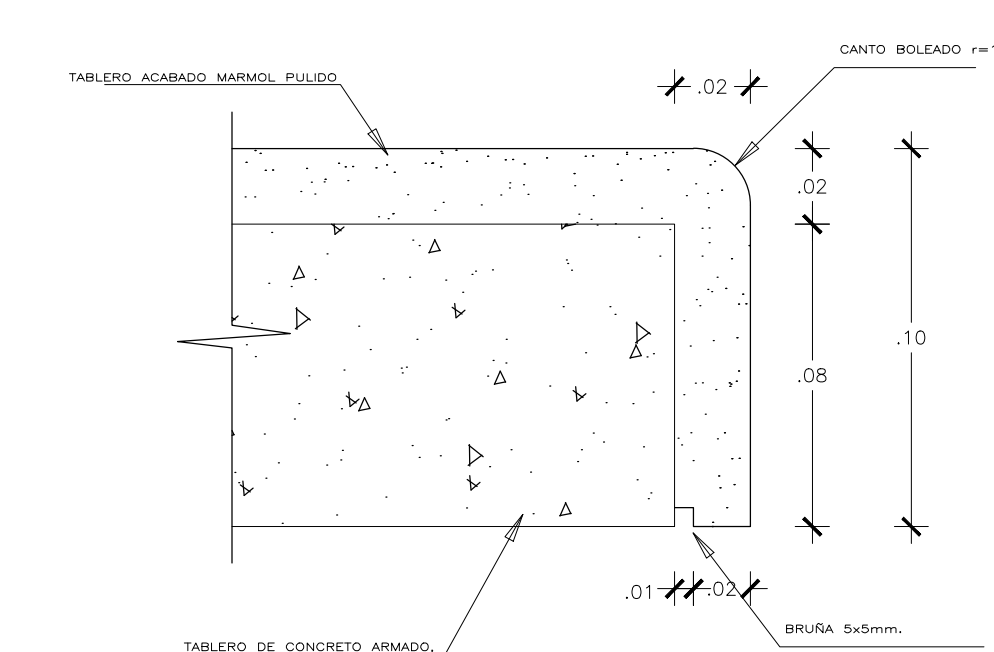 CANTO BOLEADO r=
TABLERO ACABADO MARMOL PULIDO
.02
.02
.10
.08
.01
.02
BRUÑA 5x5mm.
TABLERO DE CONCRETO ARMADO.